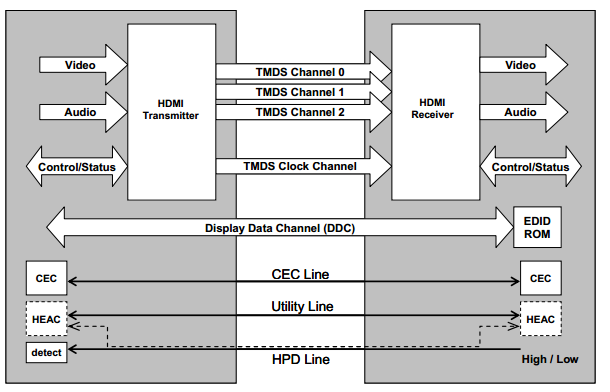 Video
Audio
Control/Status
HDMI
Transmitter
TMDS Channel 0
TMDS Channel 1
TMDS Channel 2
TMDS Clock Channel
HDMI
Receiver
Video
Audio
Control/Status
Display Data Channel (DDC)
EDID
ROM
CEC
CEC Line
CEC
HEAC
Utility Line
HEAC
detect
HPD Line
High / Low